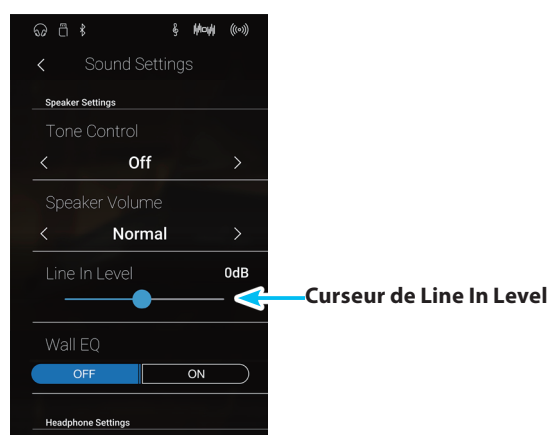 Sound Settings
Speaker Settings
Tone Control
Off
Speaker Volume
Normal
Line In Level 0dB
Curseur de Line In Level
Wall EQ
OFF ON
Headphone Settings